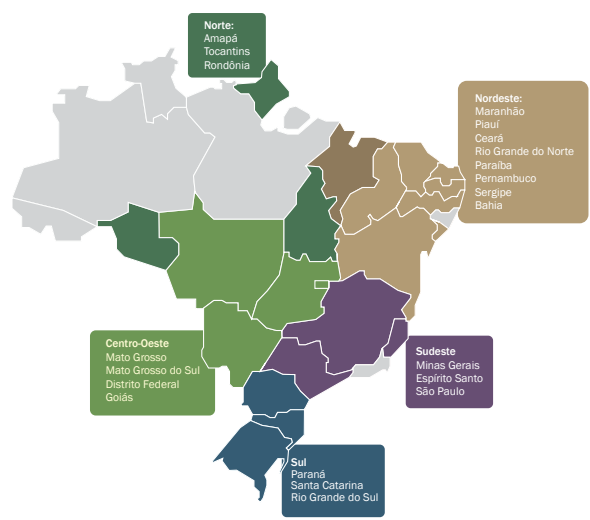 Norte:
Amapá
Tocantins
Rondônia
Nordeste:
Maranhão
Piauí
Ceará
Rio Grande do Norte
Paraíba
Pernambuco
Sergipe
Bahia
Centro-Oeste
Mato Grosso
Mato Grosso do Sul
Distrito Federal
Goiás
Sudeste
Minas Gerais
Espírito Santo
São Paulo
Sul
Paraná
Santa Catarina
Rio Grande do Sul